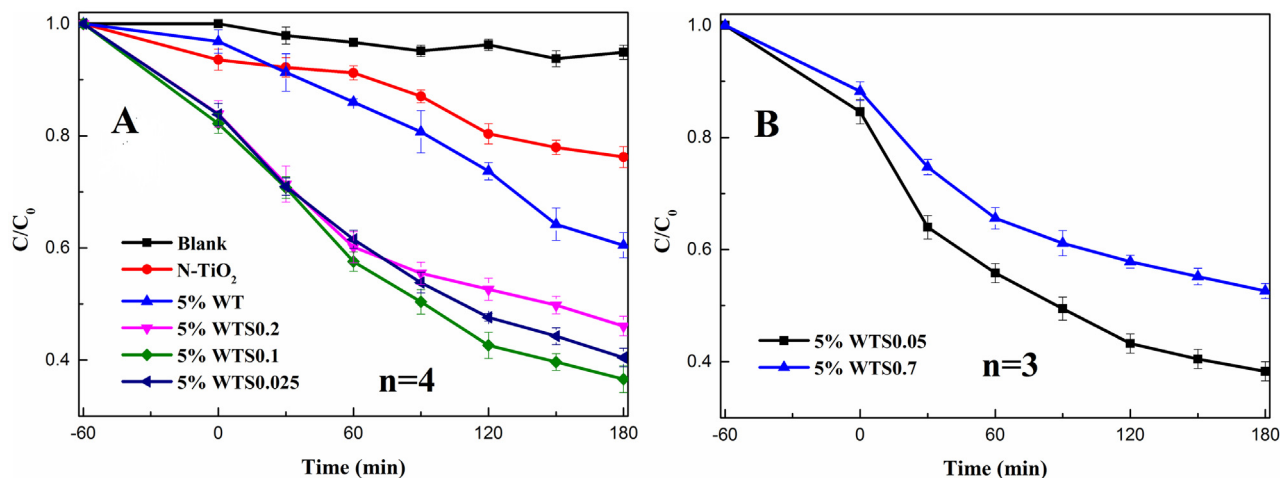 1.0
0.8
0.6
0.4
C/C0
A
Blank
N-TiO2
5% WT
5% WTS0.2
5% WTS0.1
5% WTS0.025
n=4
-60 0 60 120 180
Time (min)
1.0
0.8
0.6
0.4
C/C0
B
5% WTS0.05
5% WTS0.7
n=3
-60 0 60 120 180
Time (min)